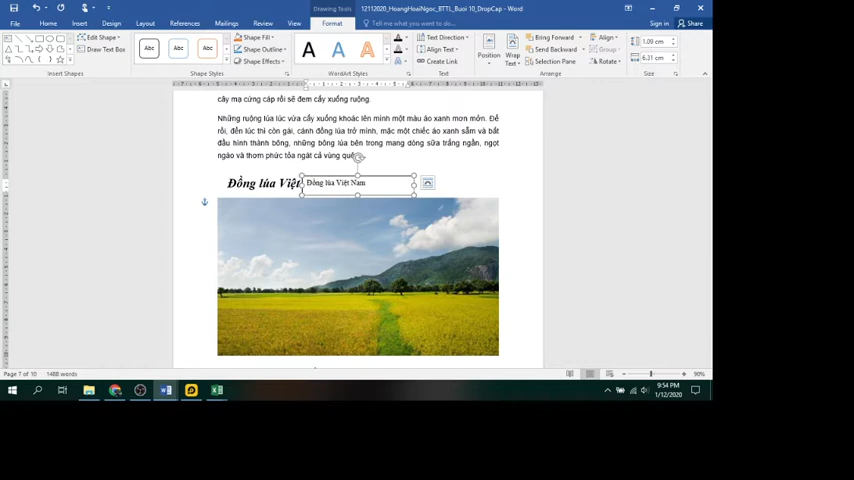 Drawing Tools
12112020_HoangHoaiNgoc_BTTL_Buoi 10_DropCap - Word
File Home Insert Design Layout References Mailings Review View Format Tell me what you want to do... Sign in Share
Edit Shape
Draw Text Box
Insert Shapes
Abc Abc Abc
Shape Fill
Shape Outline
Shape Effects
Shape Styles
A A A
WordArt Styles
Text Direction
Align Text
Create Link
Text
Position
Wrap Text
Bring Forward
Send Backward
Selection Pane
Align
Group
Rotate
Arrange
1.09 cm
6.31 cm
Size
cây mạ cứng cáp rồi sẽ đem cấy xuống ruộng.
Những ruộng lúa lúc vừa cấy xuống khoác lên mình một màu áo xanh mơn mởn. Để
rồi, đến lúc thì con gái, cánh đồng lúa trở mình, mặc một chiếc áo xanh sẫm và bắt
đầu hình thành bông, những bông lúa bên trong mang dòng sữa trắng ngần, ngọt
ngào và thơm phức tỏa ngát cả vùng quê.
Đồng lúa Việt
Đồng lúa Việt Nam
Page 7 of 10 1488 words
90%
9:54 PM
1/12/2020